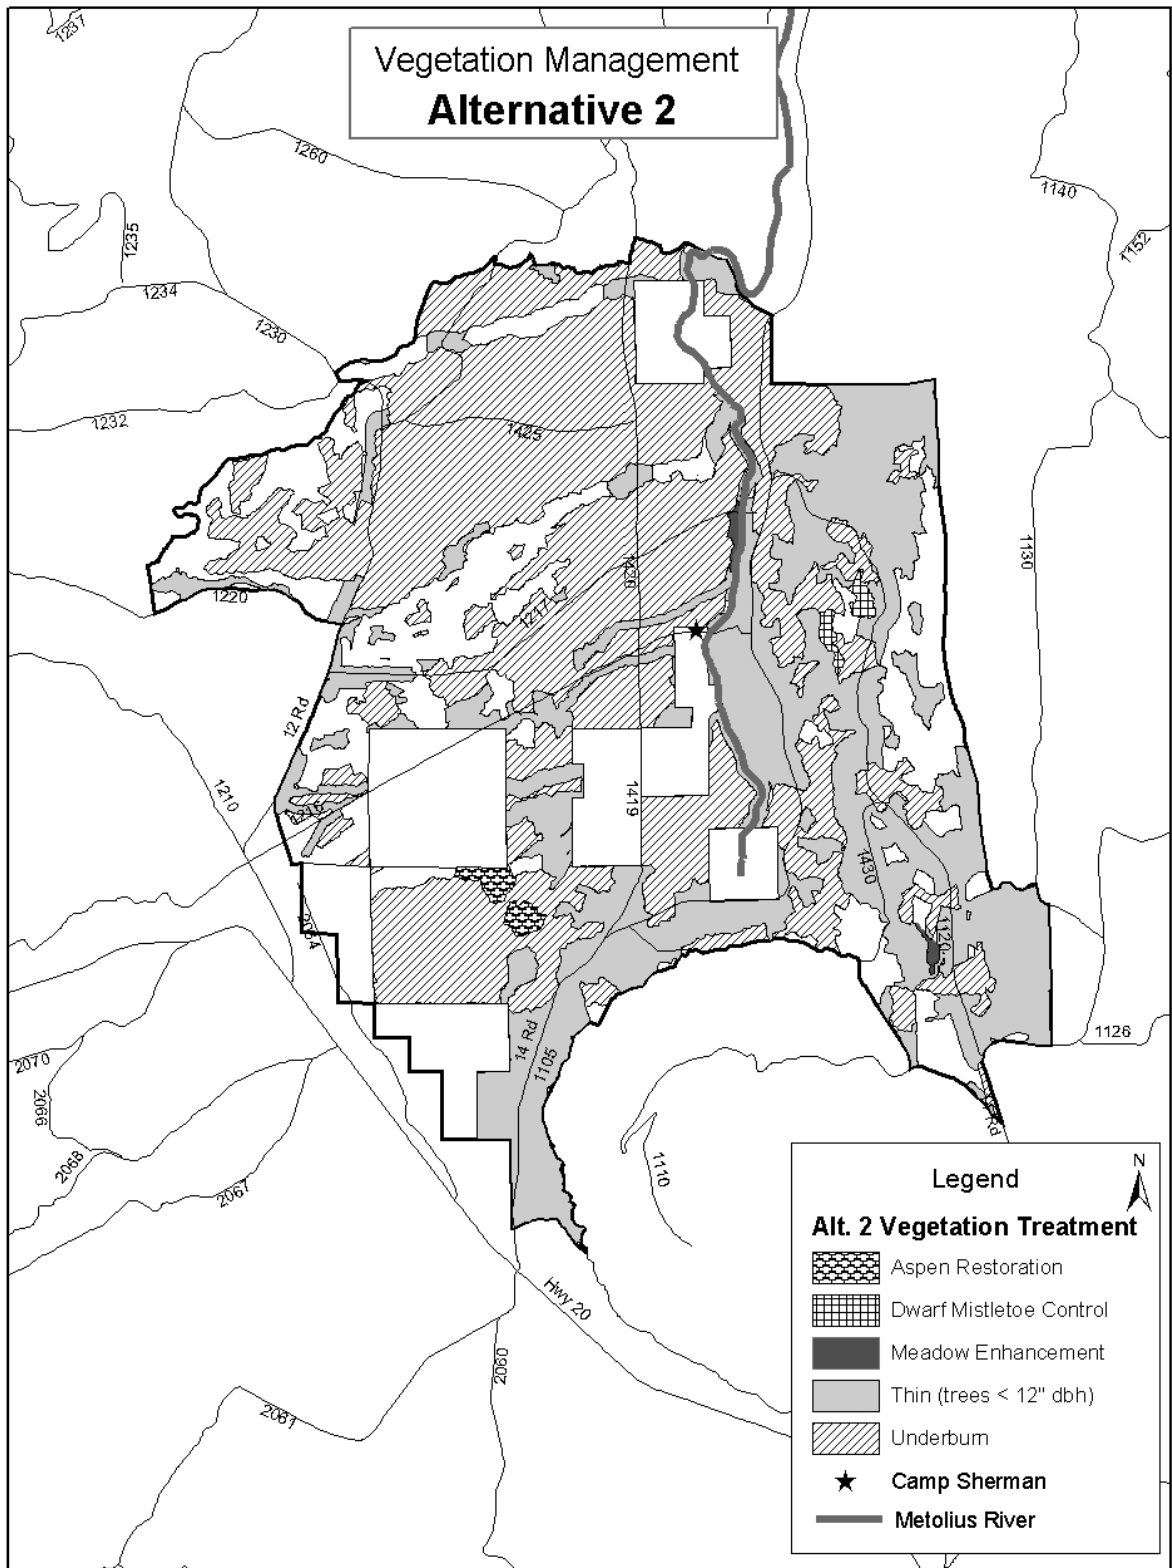 1237
Vegetation Management
Alternative 2
1260
1140
1235
1152
1234
1230
1232
1425
1130
1420
1220
1217
12 Rd
1210
1419
1216
1430
1120
2064
14 Rd
1105
1126
2070
2066
2068
2067
1110
Rd
Hwy 20
2060
2061
N
Legend
Alt. 2 Vegetation Treatment
Aspen Restoration
Dwarf Mistletoe Control
Meadow Enhancement
Thin (trees < 12" dbh)
Underburn
Camp Sherman
Metolius River